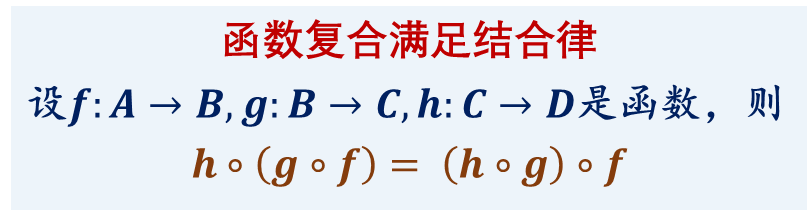 函数复合满足结合律
设f: A → B, g: B → C, h: C → D是函数，则
h ∘ (g ∘ f) = (h ∘ g) ∘ f